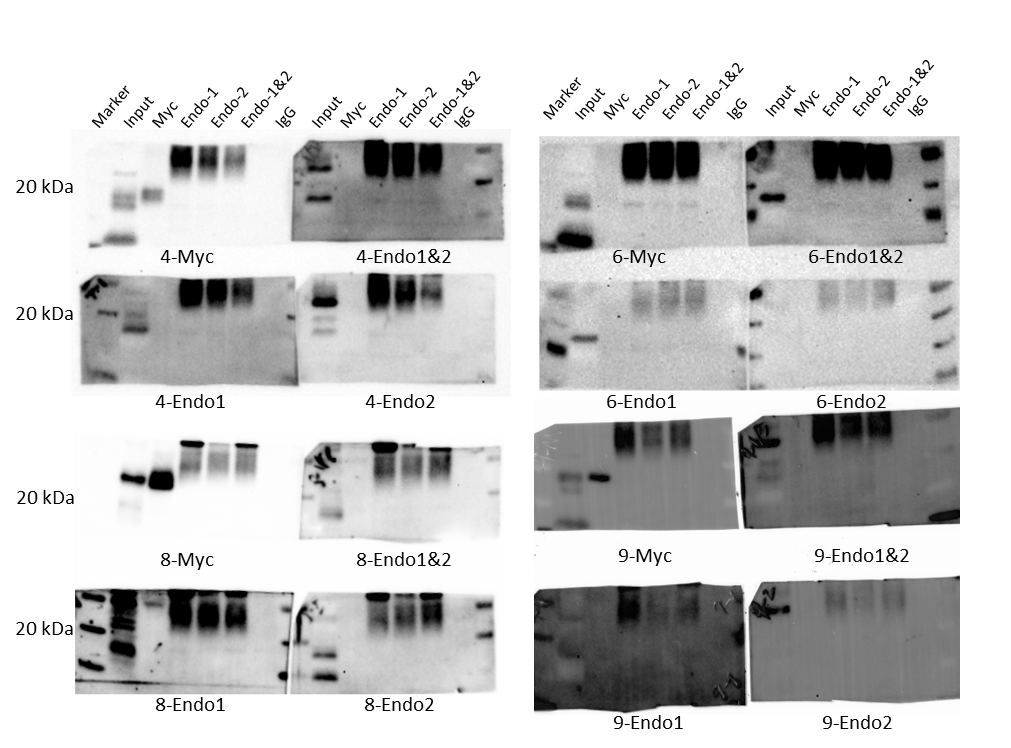 Marker Input Myc Endo-1 Endo-2 Endo-1&2 IgG Input Myc Endo-1 Endo-2 Endo-1&2 IgG
Marker Input Myc Endo-1 Endo-2 Endo-1&2 IgG Input Myc Endo-1 Endo-2 Endo-1&2 IgG
20 kDa
4-Myc 4-Endo1&2 6-Myc 6-Endo1&2
20 kDa
4-Endo1 4-Endo2 6-Endo1 6-Endo2
20 kDa
8-Myc 8-Endo1&2 9-Myc 9-Endo1&2
20 kDa
8-Endo1 8-Endo2 9-Endo1 9-Endo2